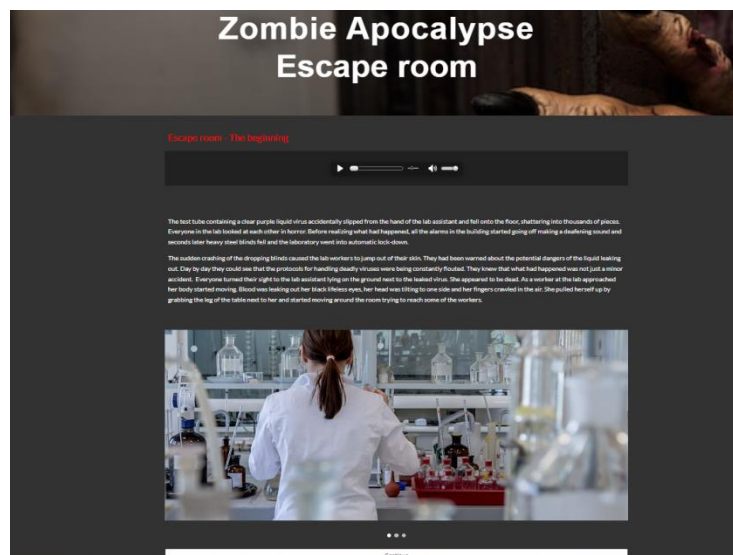 Zombie Apocalypse
Escape room
Escape room - The beginning
The test tube containing a clear purple liquid virus accidentally slipped from the hand of the lab assistant and fell onto the floor, shattering into thousands of pieces.
Everyone in the lab looked at each other in horror. Before realizing what had happened, all the alarms in the building started going off making a deafening sound and
seconds later heavy steel blinds fell and the laboratory went into automatic lock-down.
The sudden crashing of the dropping blinds caused the lab workers to jump out of their skin. They had been warned about the potential dangers of the liquid leaking
out. Day by day they could see that the protocols for handling deadly viruses were being constantly flouted. They knew that what had happened was not just a minor
accident. Everyone turned their sight to the lab assistant lying on the ground next to the leaked virus. She appeared to be dead. As a worker at the lab approached
her body started moving. Blood was leaking out her black lifeless eyes, her head was tilting to one side and her fingers crawled in the air. She pulled herself up by
grabbing the leg of the table next to her and started moving around the room trying to reach some of the workers.